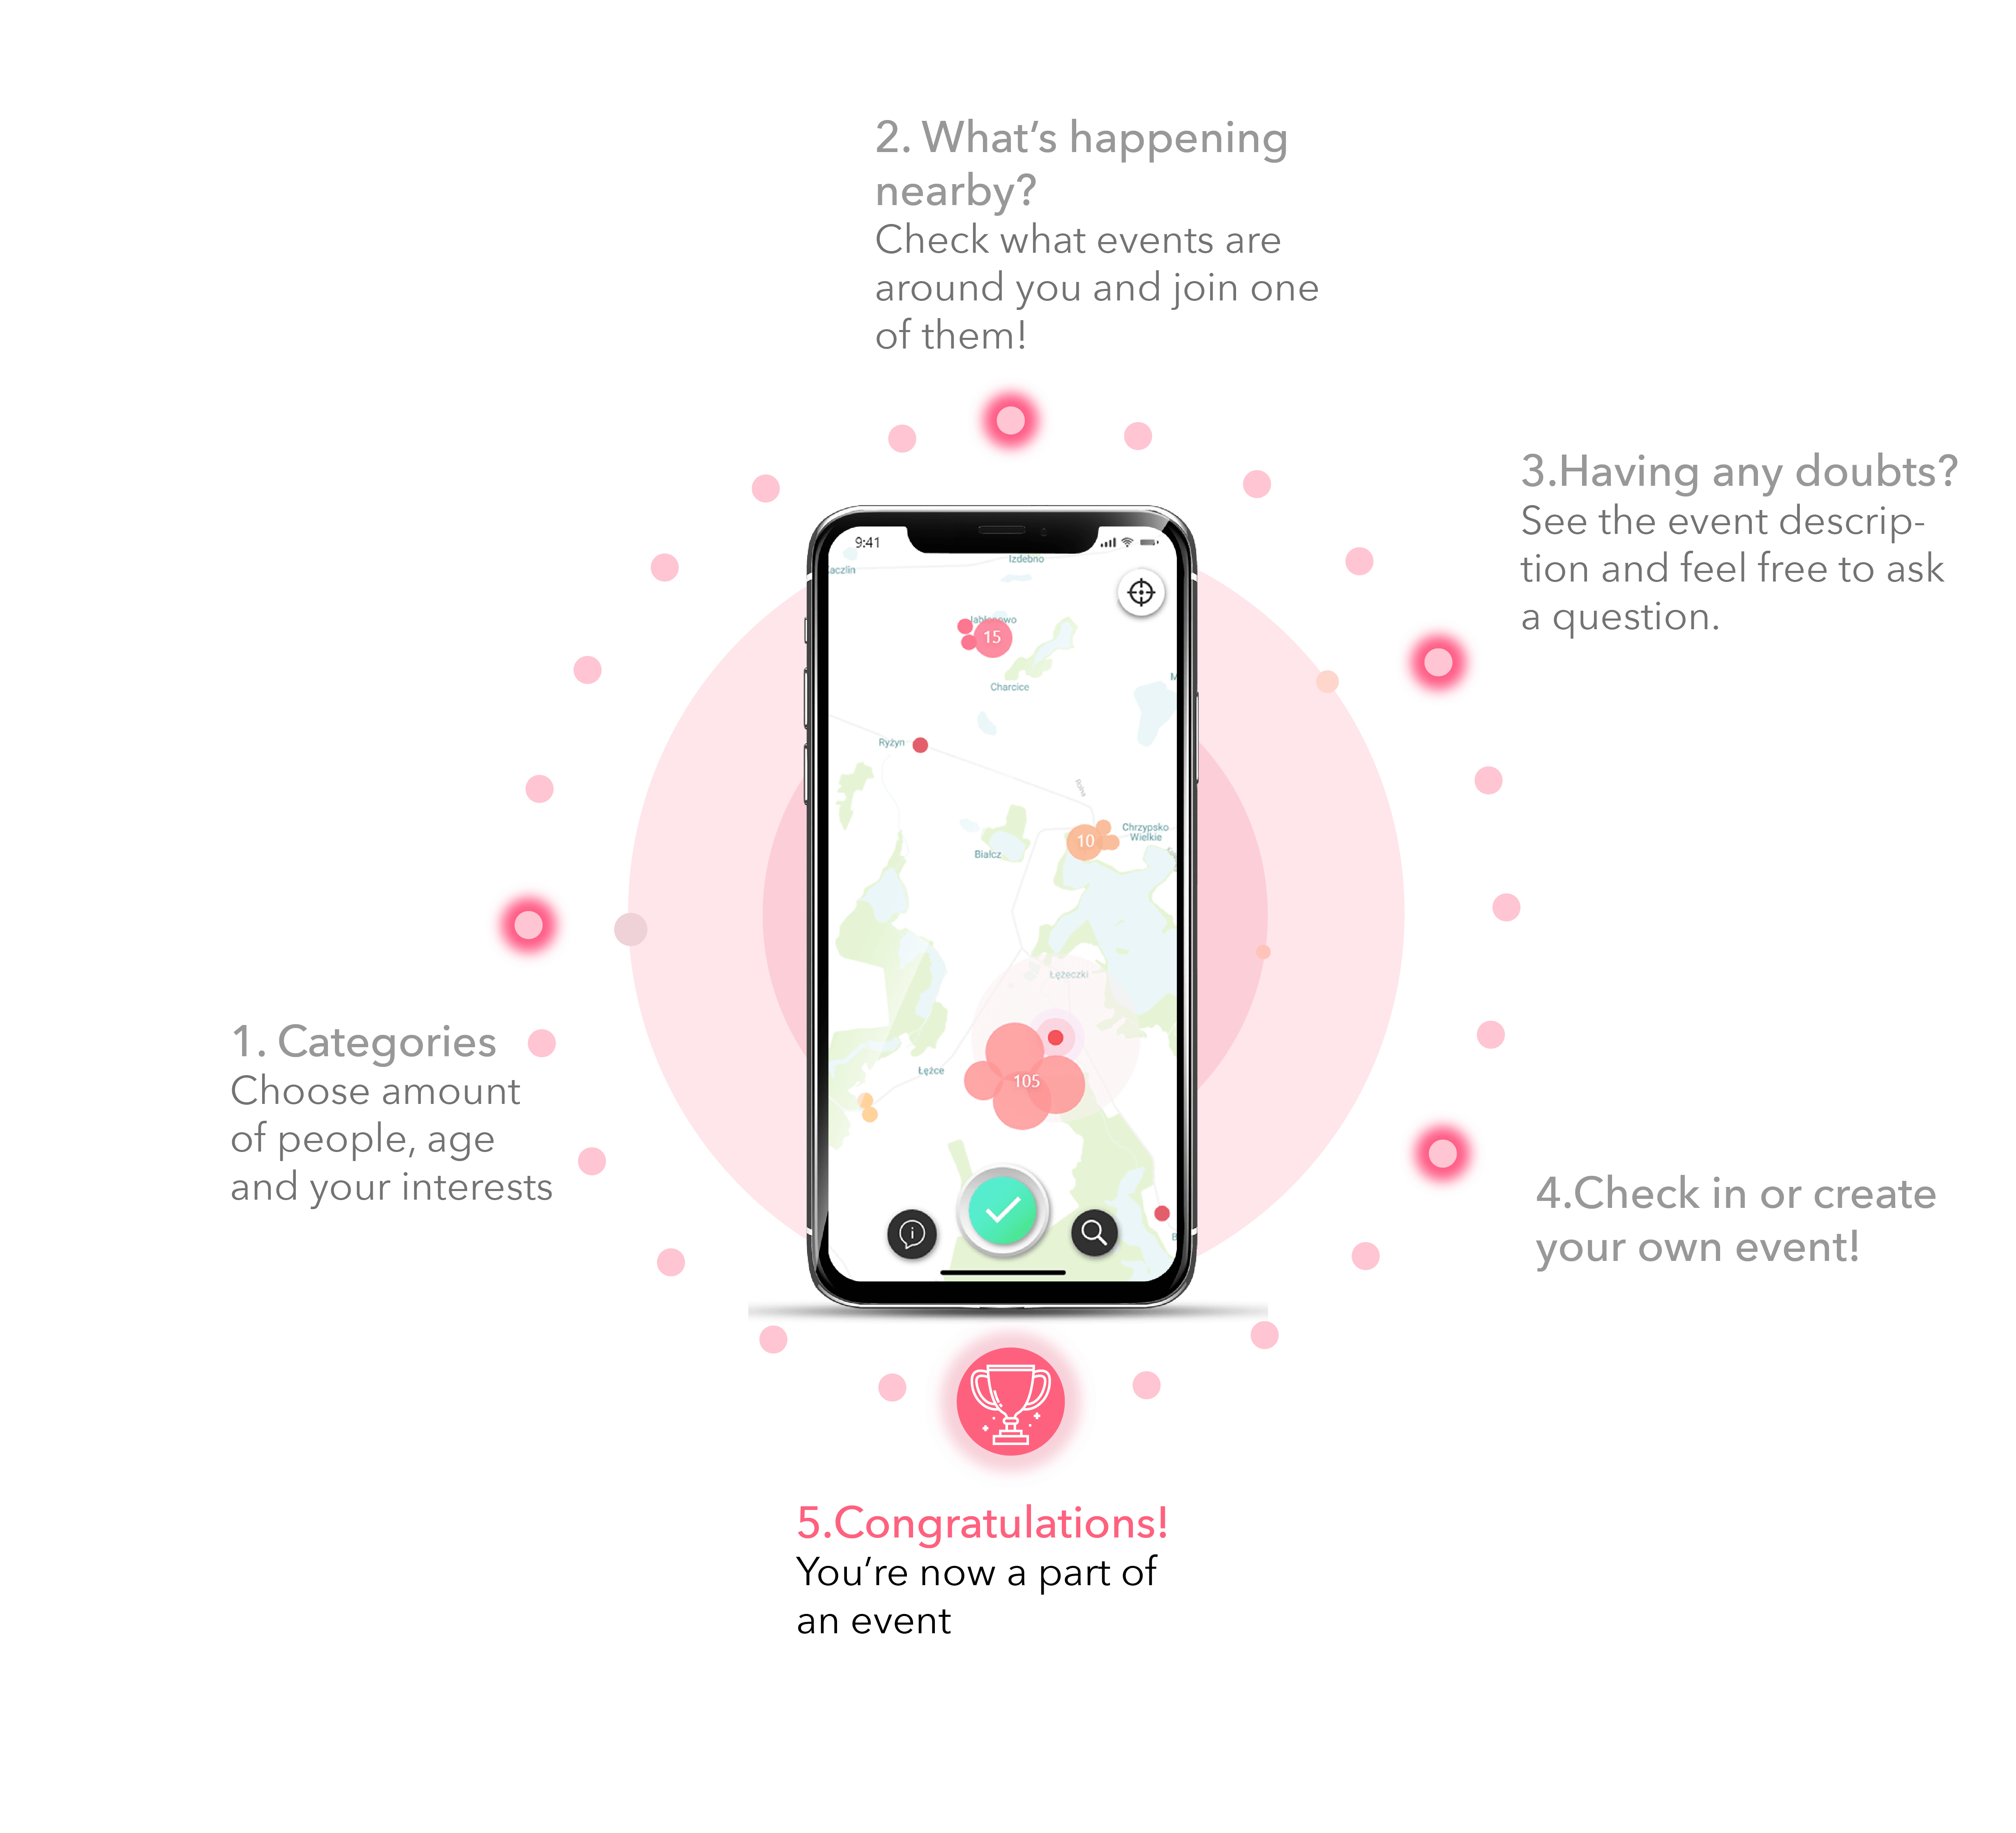 2. What's happening
nearby?
Check what events are
around you and join one
of them!
3.Having any doubts?
See the event descrip-
tion and feel free to ask
a question.
9:41
Izdebno
aczlin
15
Charcice
Ryżyn
Rolna
10
Chrzypsko
Wielkie
Białcz
Łężeczki
1. Categories
Choose amount
of people, age
and your interests
Łężce
105
4.Check in or create
your own event!
5.Congratulations!
You're now a part of
an event